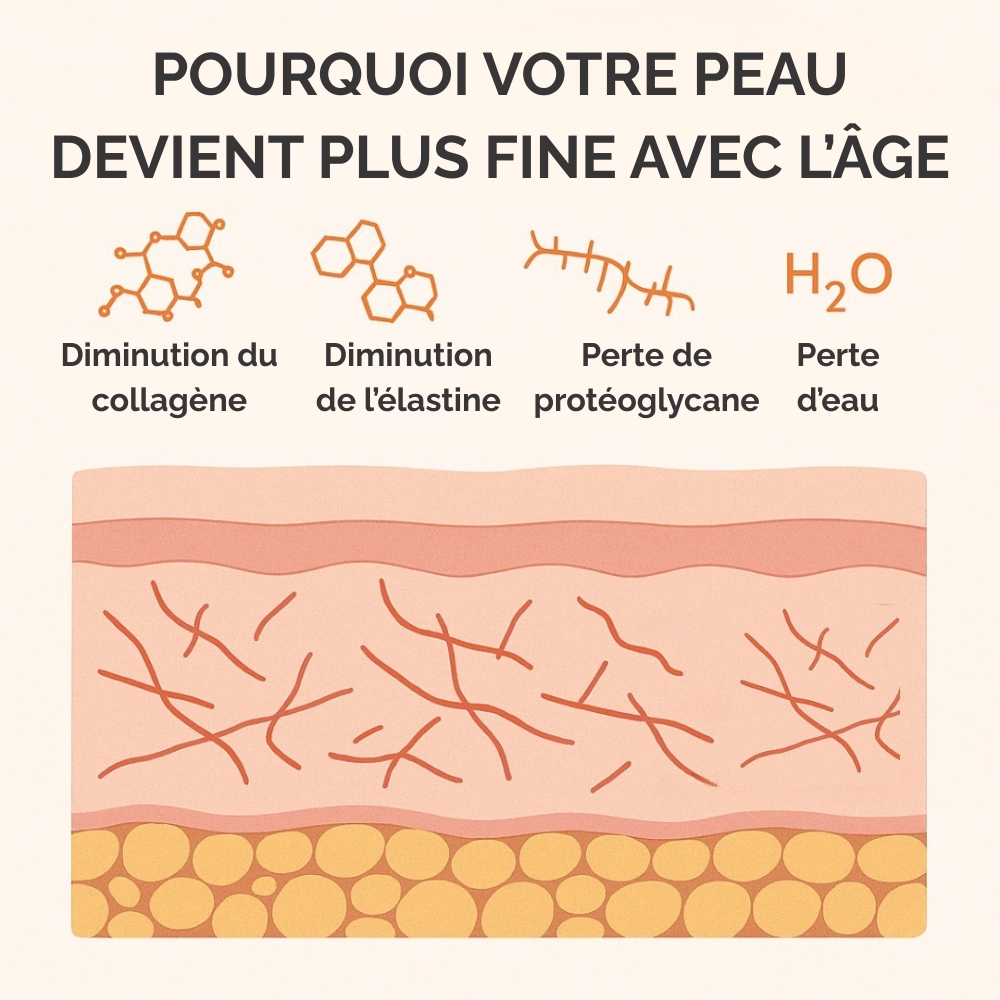 POURQUOI VOTRE PEAU
DEVIENT PLUS FINE AVEC L’ÂGE
H₂O
Diminution du
collagène
Diminution
de l’élastine
Perte de
protéoglycane
Perte
d’eau